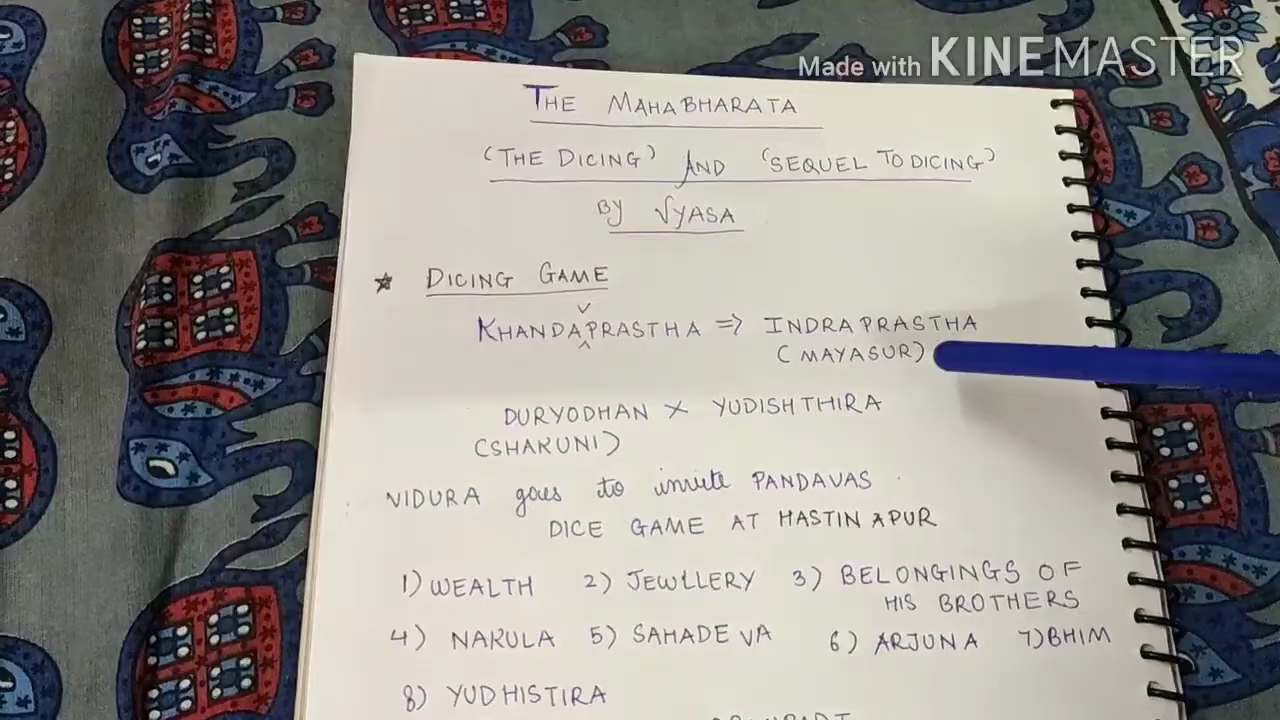 Made with KINEMASTER
THE MAHABHARATA
(THE DICING) AND (SEQUEL TO DICING)
BY VYASA
★ DICING GAME
KHANDAPRASTHA => INDRAPRASTHA
(MAYASUR)
DURYODHAN X YUDISHTHIRA
(SHAKUNI)
VIDURA goes to invite PANDAVAS
DICE GAME AT HASTINAPUR
1) WEALTH 2) JEWLLERY 3) BELONGINGS OF
HIS BROTHERS
4) NAKULA 5) SAHADEVA 6) ARJUNA 7) BHIM
8) YUDHISTIRA